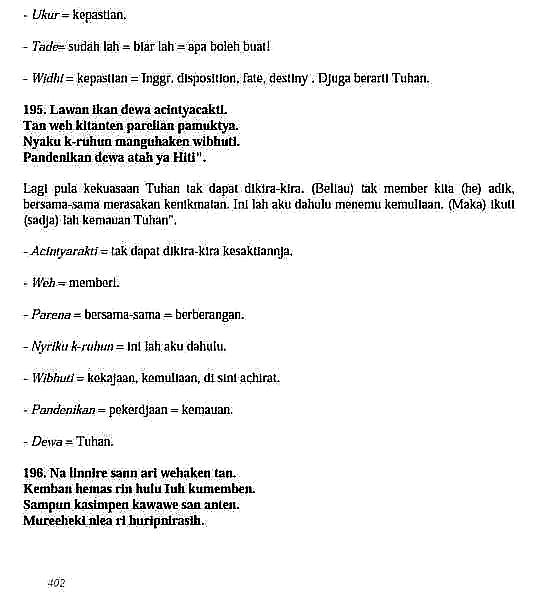 - Ukur = kepastian.
- Tade= sudah lah = biar lah = apa boleh buat!
- Widhi = kepastian = Inggr. disposition, fate, destiny . Djuga berarti Tuhan.
195. Lawan ikan dewa acintyacakti.
Tan weh kitanten parelian pamuktya.
Nyaku k-ruhun manguhaken wibhuti.
Pandenikan dewa atah ya Hiti".
Lagi pula kekuasaan Tuhan tak dapat dikira-kira. (Beliau) tak member kita (he) adik,
bersama-sama merasakan kenikmatan. Ini lah aku dahulu menemu kemuliaan. (Maka) ikuti
(sadja) lah kemauan Tuhan".
- Acintyarakti = tak dapat dikira-kira kesaktiannja.
- Weh = memberi.
- Parena = bersama-sama = berberangan.
- Nyriku k-ruhun = ini lah aku dahulu.
- Wibhuti = kekajaan, kemuliaan, di sini achirat.
- Pandenikan = pekerdjaan = kemauan.
- Dewa = Tuhan.
196. Na linnire sann ari wehaken tan.
Kemban hemas rin hulu Iuh kumemben.
Sampun kasimpen kawawe san anten.
Mureeheki nlea ri huripnirasih.
402